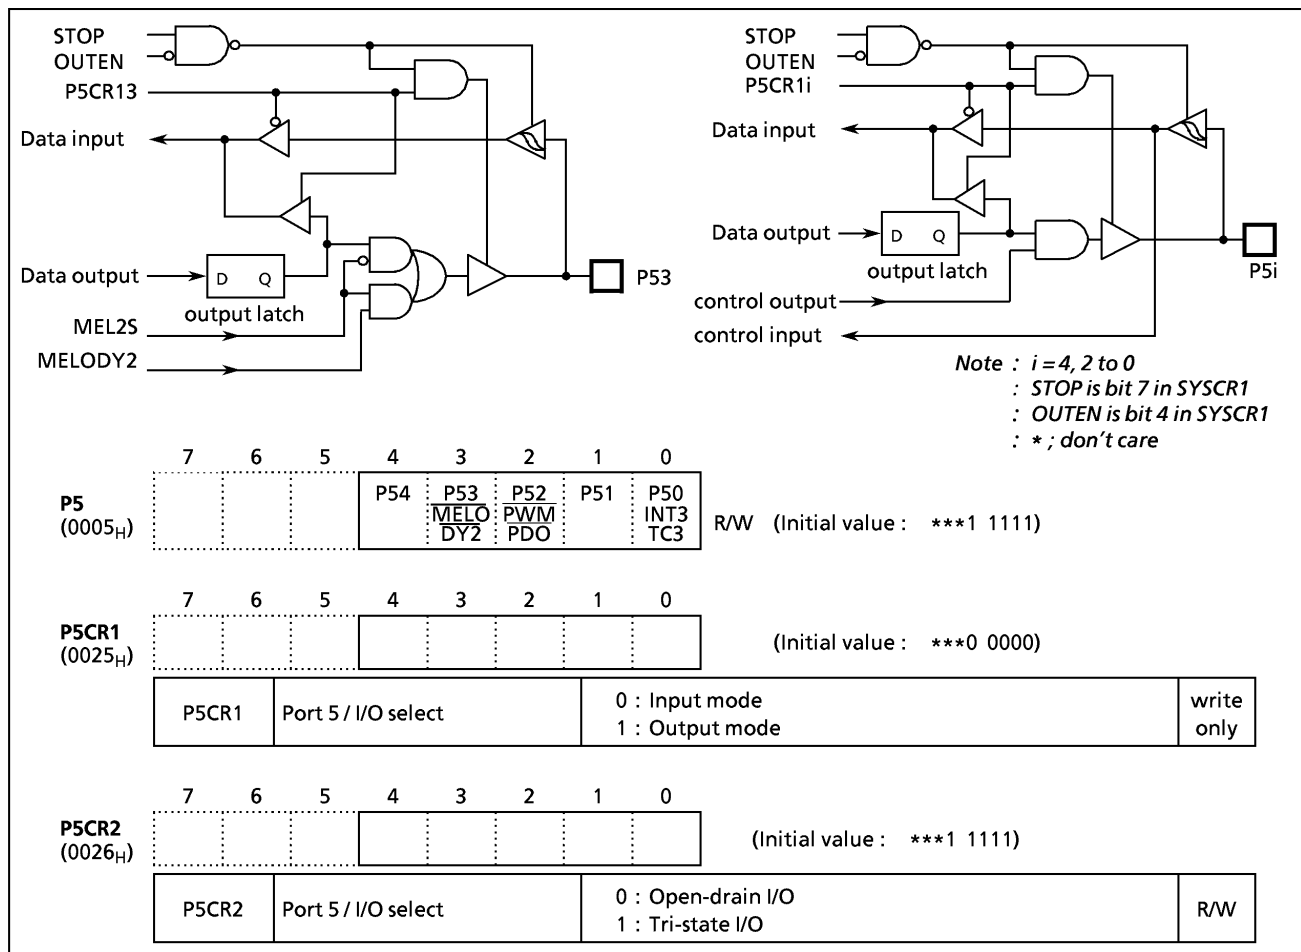 STOP
OUTEN
P5CR13
Data input
Data output
D Q
output latch
MEL2S
MELODY2
P53
STOP
OUTEN
P5CR1i
Data input
Data output
D Q
output latch
control output
control input
P5i
Note : i = 4, 2 to 0
: STOP is bit 7 in SYSCR1
: OUTEN is bit 4 in SYSCR1
: * ; don't care
7 6 5 4 3 2 1 0
P5
(0005H)
P54
P53
MELO
DY2
P52
PWM
PDO
P51
P50
INT3
TC3
R/W (Initial value : ***1 1111)
7 6 5 4 3 2 1 0
P5CR1
(0025H)
(Initial value : ***0 0000)
P5CR1
Port 5 / I/O select
0 : Input mode
1 : Output mode
write
only
7 6 5 4 3 2 1 0
P5CR2
(0026H)
(Initial value : ***1 1111)
P5CR2
Port 5 / I/O select
0 : Open-drain I/O
1 : Tri-state I/O
R/W